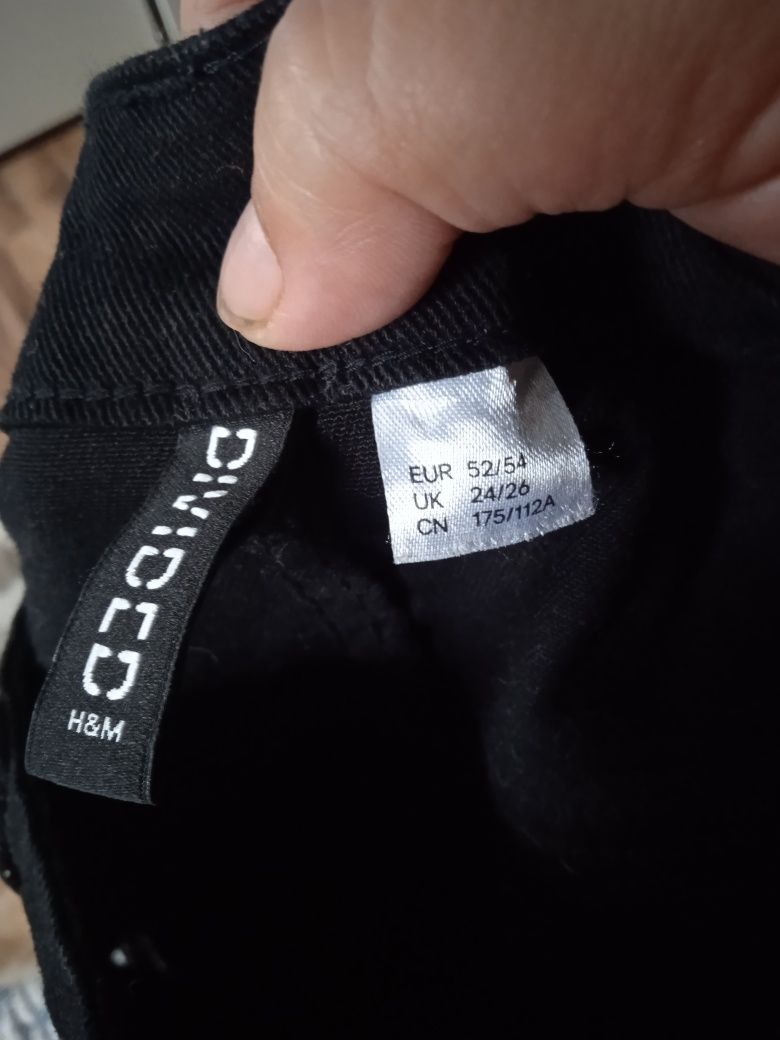 DIVIDED
H&M
EUR 52/54
UK 24/26
CN 175/112A